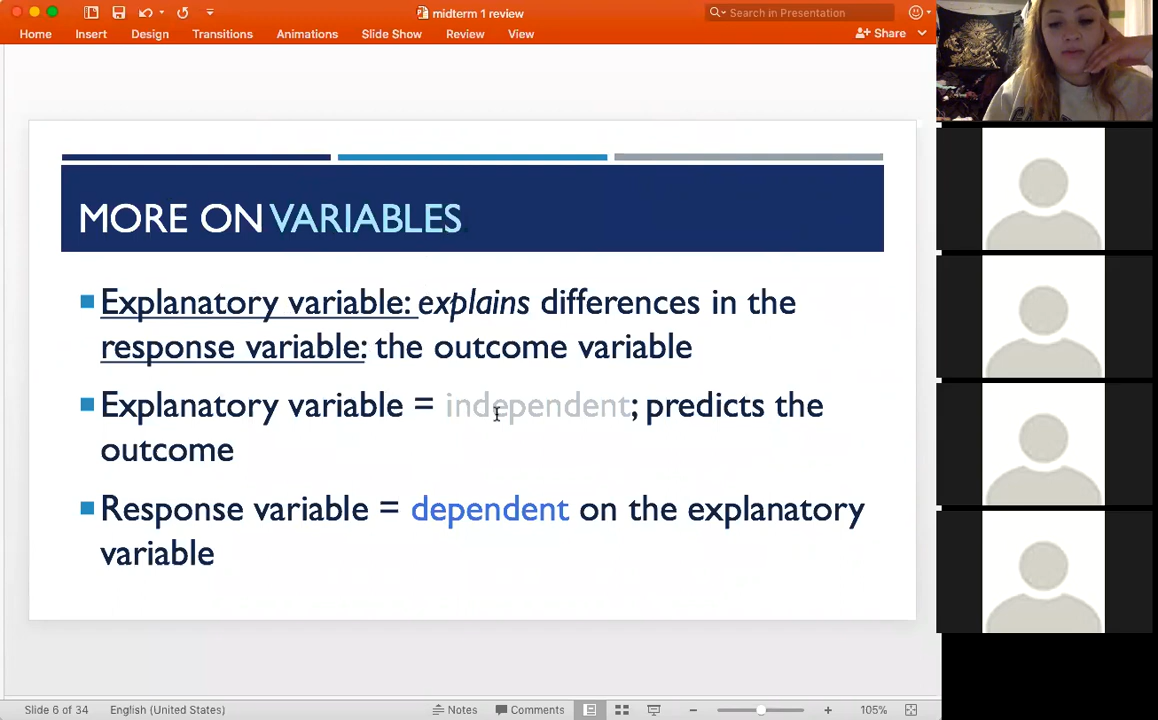 midterm 1 review
Search in Presentation
Home Insert Design Transitions Animations Slide Show Review View Share
MORE ON VARIABLES.
Explanatory variable: explains differences in the
response variable: the outcome variable
Explanatory variable = independent; predicts the
outcome
Response variable = dependent on the explanatory
variable
Slide 6 of 34 English (United States) Notes Comments 105%